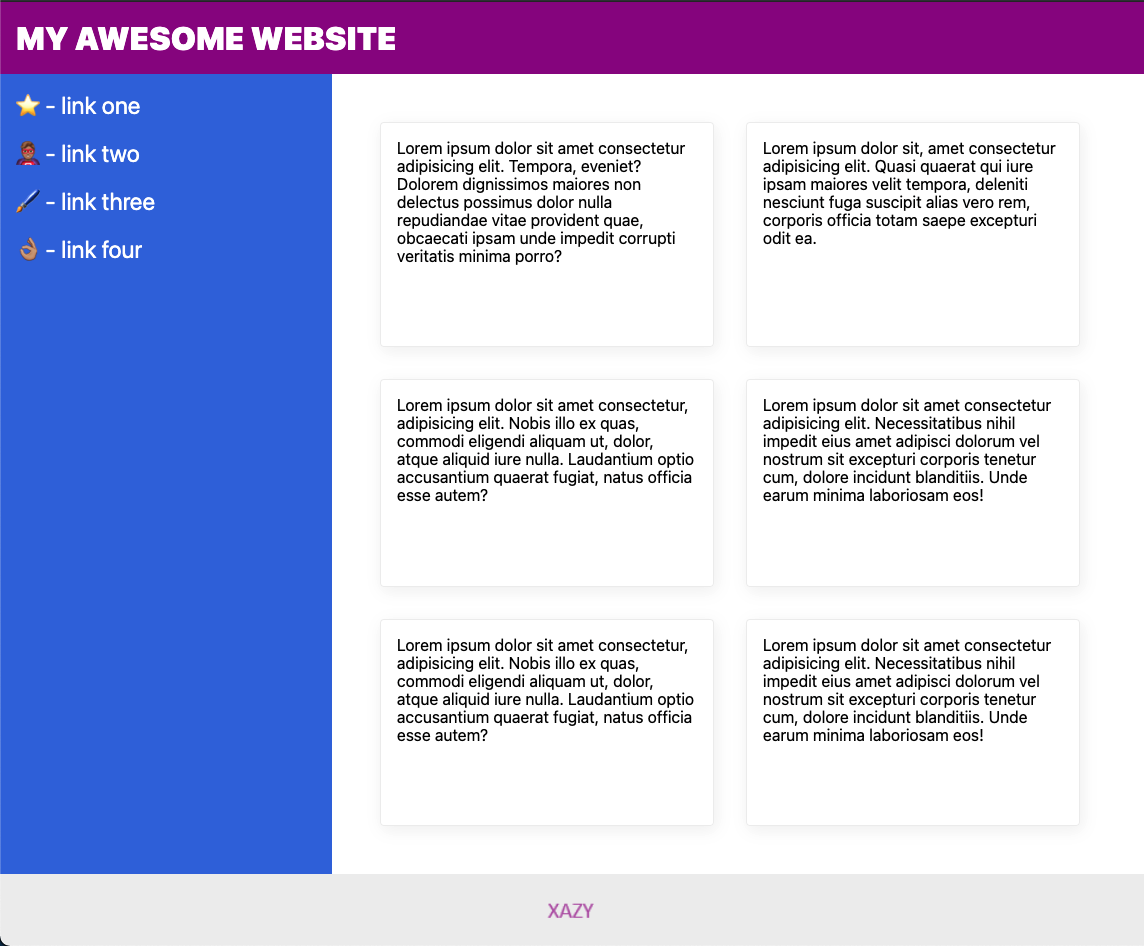 MY AWESOME WEBSITE
⭐ - link one
🦹🏾 - link two
🖌️ - link three
👌🏽 - link four
Lorem ipsum dolor sit amet consectetur
adipisicing elit. Tempora, eveniet?
Dolorem dignissimos maiores non
delectus possimus dolor nulla
repudiandae vitae provident quae,
obcaecati ipsam unde impedit corrupti
veritatis minima porro?
Lorem ipsum dolor sit, amet consectetur
adipisicing elit. Quasi quaerat qui iure
ipsam maiores velit tempora, deleniti
nesciunt fuga suscipit alias vero rem,
corporis officia totam saepe excepturi
odit ea.
Lorem ipsum dolor sit amet consectetur,
adipisicing elit. Nobis illo ex quas,
commodi eligendi aliquam ut, dolor,
atque aliquid iure nulla. Laudantium optio
accusantium quaerat fugiat, natus officia
esse autem?
Lorem ipsum dolor sit amet consectetur
adipisicing elit. Necessitatibus nihil
impedit eius amet adipisci dolorum vel
nostrum sit excepturi corporis tenetur
cum, dolore incidunt blanditiis. Unde
earum minima laboriosam eos!
Lorem ipsum dolor sit amet consectetur,
adipisicing elit. Nobis illo ex quas,
commodi eligendi aliquam ut, dolor,
atque aliquid iure nulla. Laudantium optio
accusantium quaerat fugiat, natus officia
esse autem?
Lorem ipsum dolor sit amet consectetur
adipisicing elit. Necessitatibus nihil
impedit eius amet adipisci dolorum vel
nostrum sit excepturi corporis tenetur
cum, dolore incidunt blanditiis. Unde
earum minima laboriosam eos!
XAZY